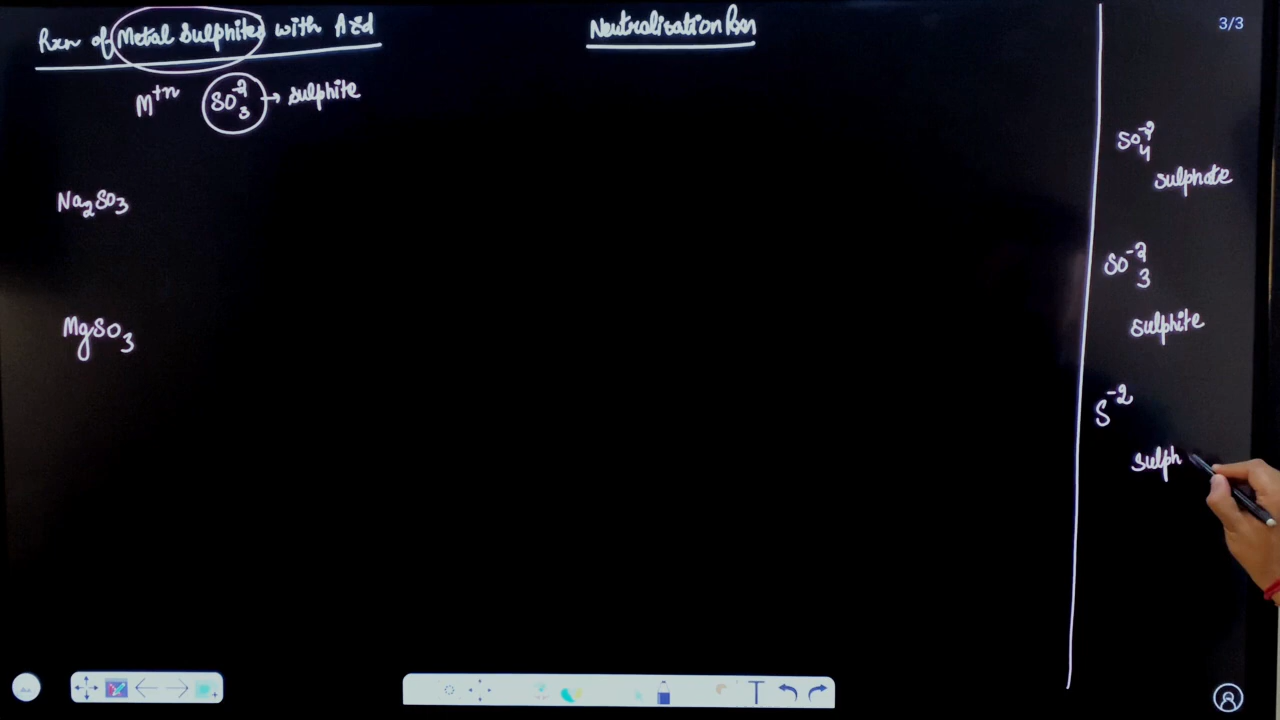 Rxn of Metal Sulphites with Acid
Neutralization Rxn
3/3
M⁺ⁿ SO₃⁻² → sulphite
SO₄⁻²
sulphate
Na₂SO₃
SO₃⁻²
sulphite
MgSO₃
S⁻²
sulph
T